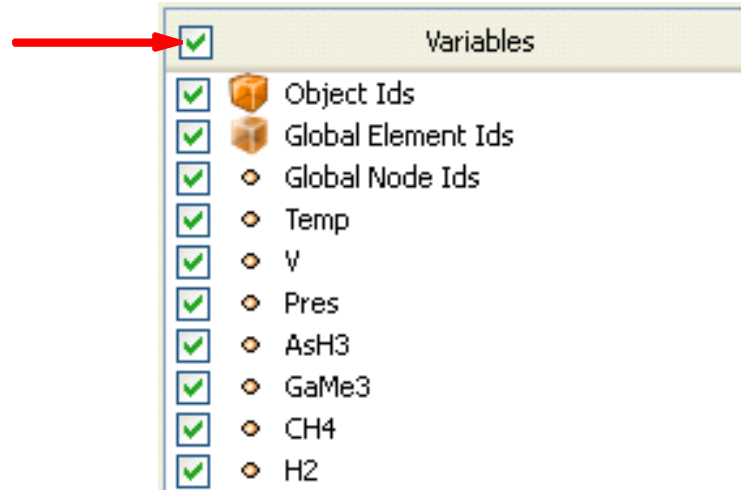 Variables
Object Ids
Global Element Ids
Global Node Ids
Temp
V
Pres
AsH3
GaMe3
CH4
H2